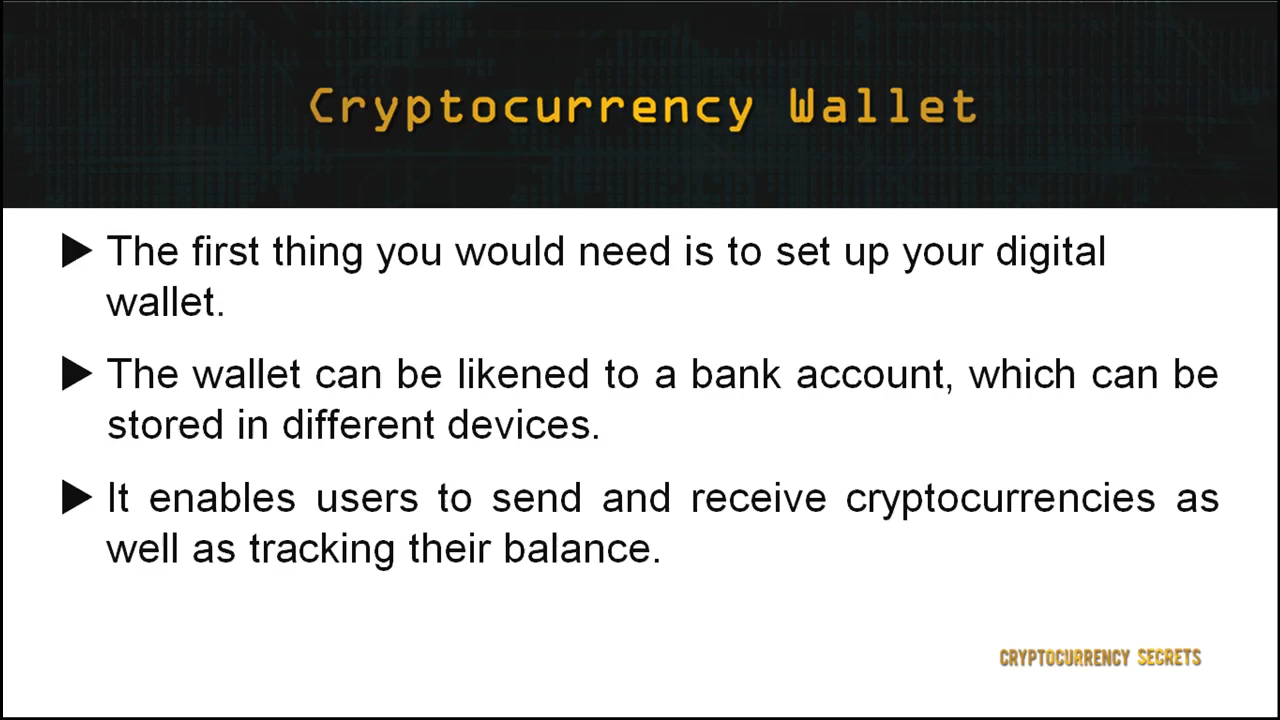 Cryptocurrency Wallet
▶ The first thing you would need is to set up your digital
wallet.
▶ The wallet can be likened to a bank account, which can be
stored in different devices.
▶ It enables users to send and receive cryptocurrencies as
well as tracking their balance.
CRYPTOCURRENCY SECRETS